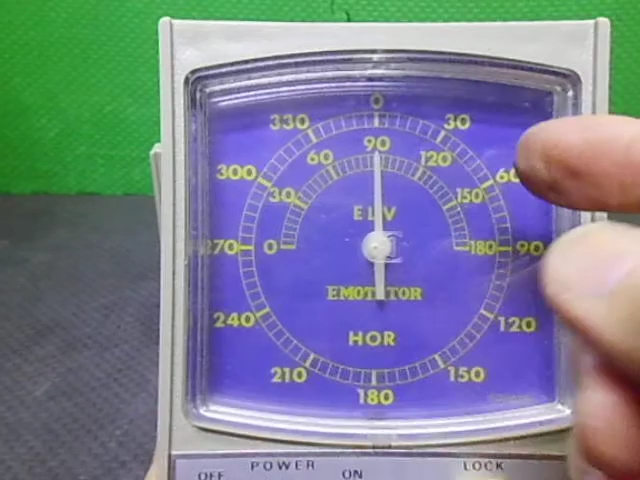 0
330 30
90
60 120
300 60
30 150
ELV
270 0 180 90
EMOTATOR
240 120
HOR
210 150
180
POWER LOCK
OFF ON